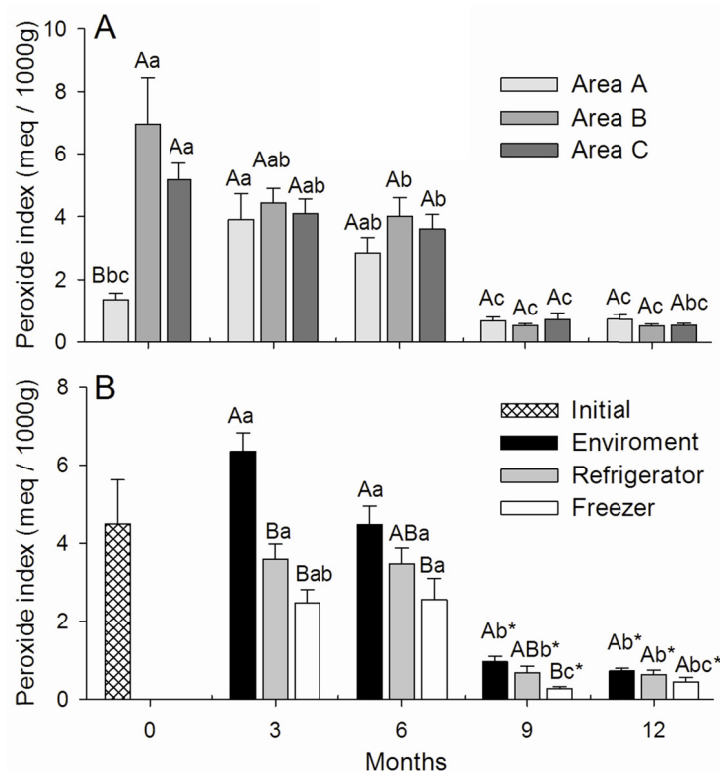 A
Peroxide index (meq / 1000g)
10
8
6
4
2
0
Area A
Area B
Area C
Bbc Aa Aa
Aa Aab Aab
Aab Ab Ab
Ac Ac Ac
Ac Ac Abc
B
Peroxide index (meq / 1000g)
8
6
4
2
0
Initial
Enviroment
Refrigerator
Freezer
Aa Ba Bab
Aa ABa Ba
Ab* ABb* Bc*
Ab* Ab* Abc*
0 3 6 9 12
Months